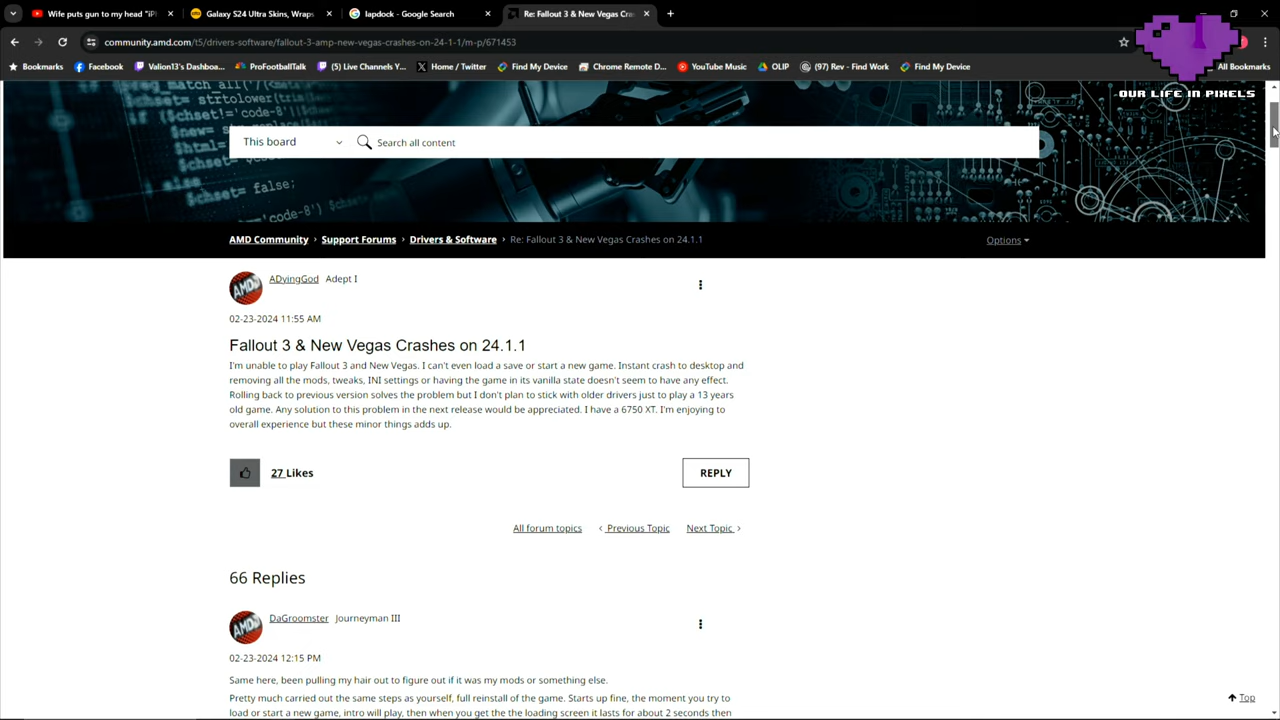 Wife puts gun to my head "iPl
Galaxy S24 Ultra Skins, Wraps
lapdock - Google Search
Re: Fallout 3 & New Vegas Cra
community.amd.com/t5/drivers-software/fallout-3-amp-new-vegas-crashes-on-24-1-1/m-p/671453
Bookmarks
Facebook
Valion13's Dashboa...
ProFootballTalk
(5) Live Channels Y...
Home / Twitter
Find My Device
Chrome Remote D...
YouTube Music
OLIP
(97) Rev - Find Work
Find My Device
All Bookmarks
OUR LIFE IN PIXELS
This board
Search all content
AMD Community › Support Forums › Drivers & Software › Re: Fallout 3 & New Vegas Crashes on 24.1.1
Options
ADyingGod Adept I
02-23-2024 11:55 AM
Fallout 3 & New Vegas Crashes on 24.1.1
I'm unable to play Fallout 3 and New Vegas. I can't even load a save or start a new game. Instant crash to desktop and
removing all the mods, tweaks, INI settings or having the game in its vanilla state doesn't seem to have any effect.
Rolling back to previous version solves the problem but I don't plan to stick with older drivers just to play a 13 years
old game. Any solution to this problem in the next release would be appreciated. I have a 6750 XT. I'm enjoying to
overall experience but these minor things adds up.
27 Likes
REPLY
All forum topics
‹ Previous Topic
Next Topic ›
66 Replies
DaGroomster Journeyman III
02-23-2024 12:15 PM
Same here, been pulling my hair out to figure out if it was my mods or something else.
Pretty much carried out the same steps as yourself, full reinstall of the game. Starts up fine, the moment you try to
load or start a new game, intro will play, then when you get the the loading screen it lasts for about 2 seconds then
Top